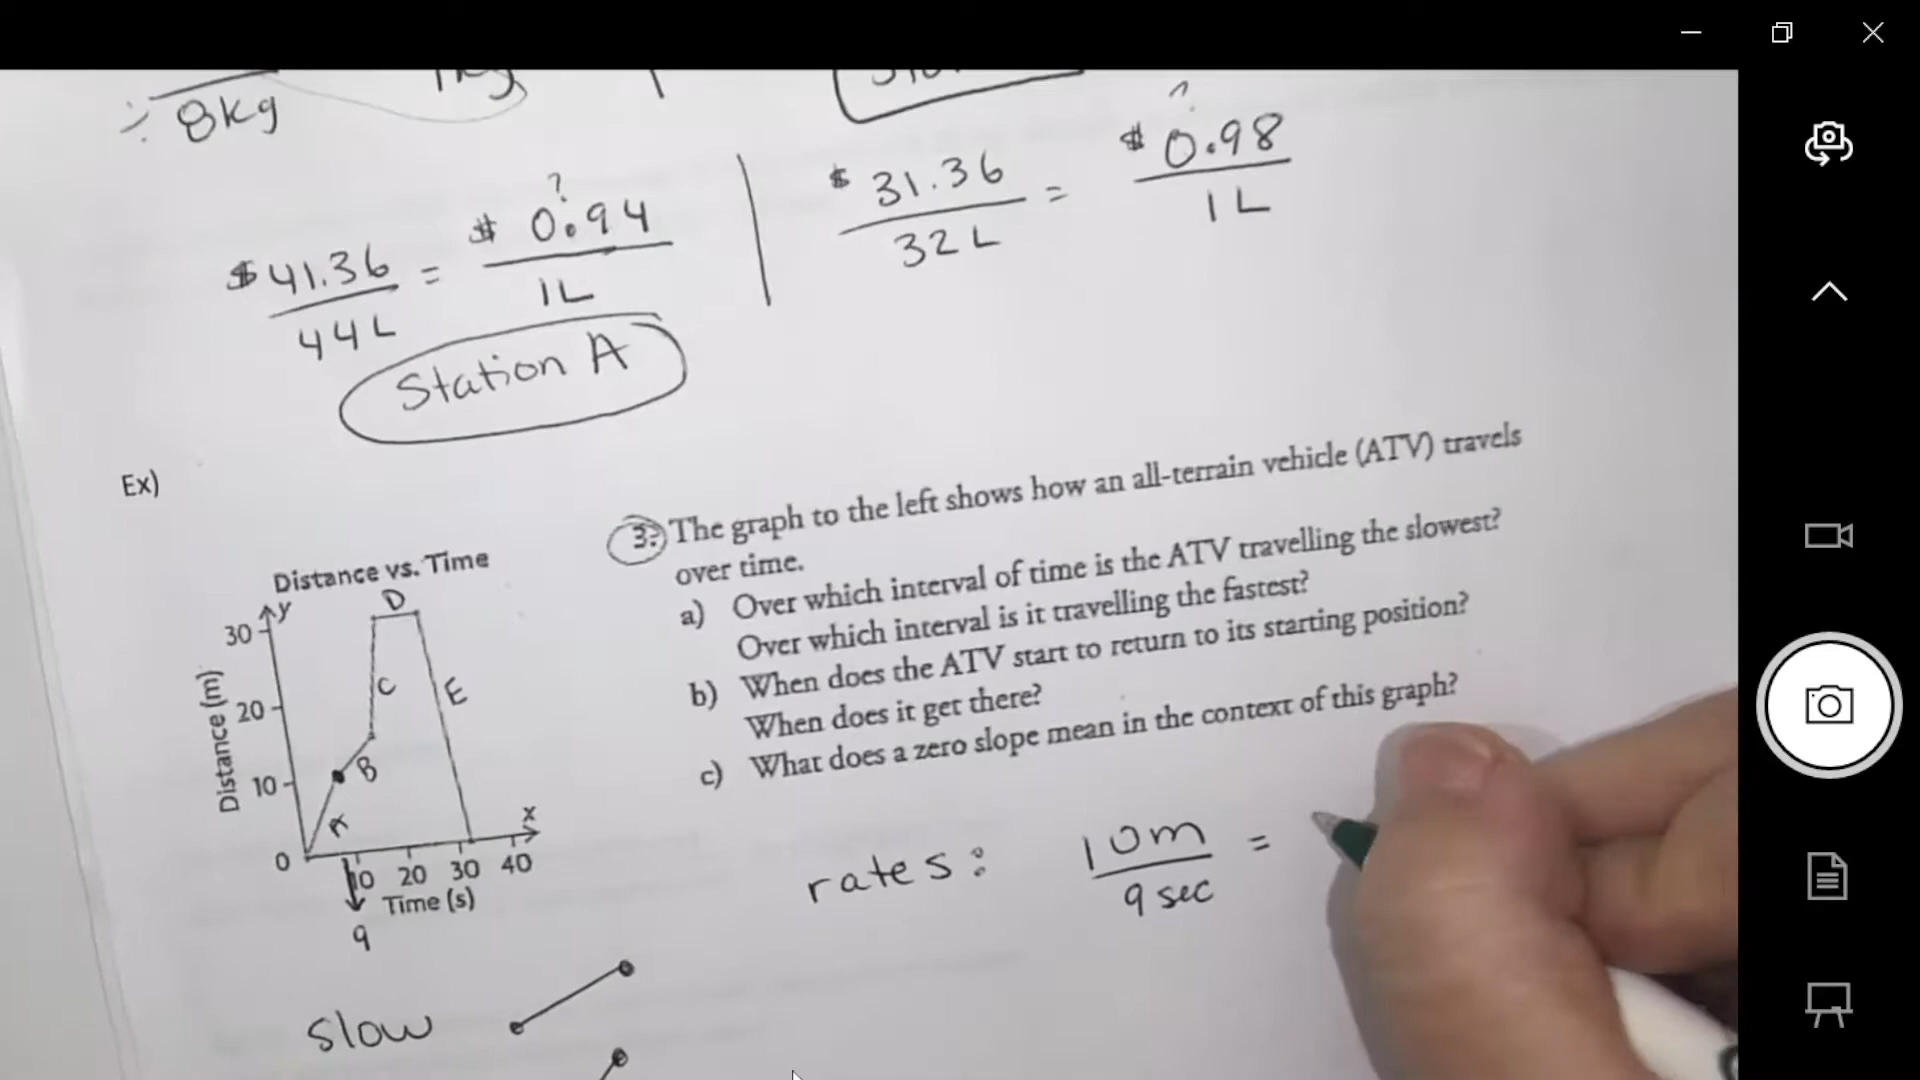 ÷ 8kg
1kg
$41.36 / 44L = $0.94 / 1L
?
$31.36 / 32L = $0.98 / 1L
Station A
Ex)
3. The graph to the left shows how an all-terrain vehicle (ATV) travels
over time.
a) Over which interval of time is the ATV travelling the slowest?
Over which interval is it travelling the fastest?
b) When does the ATV start to return to its starting position?
When does it get there?
c) What does a zero slope mean in the context of this graph?
Distance vs. Time
y
30
20
10
0
Distance (m)
A
B
C
D
E
x
10 20 30 40
Time (s)
9
rates: 10m / 9 sec =
slow